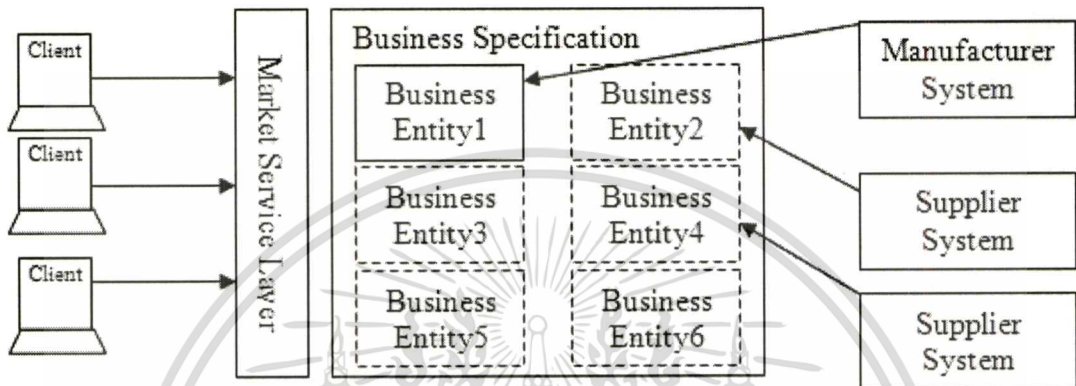 Client
Client
Client
Market Service Layer
Business Specification
Business
Entity1
Business
Entity2
Business
Entity3
Business
Entity4
Business
Entity5
Business
Entity6
Manufacturer
System
Supplier
System
Supplier
System